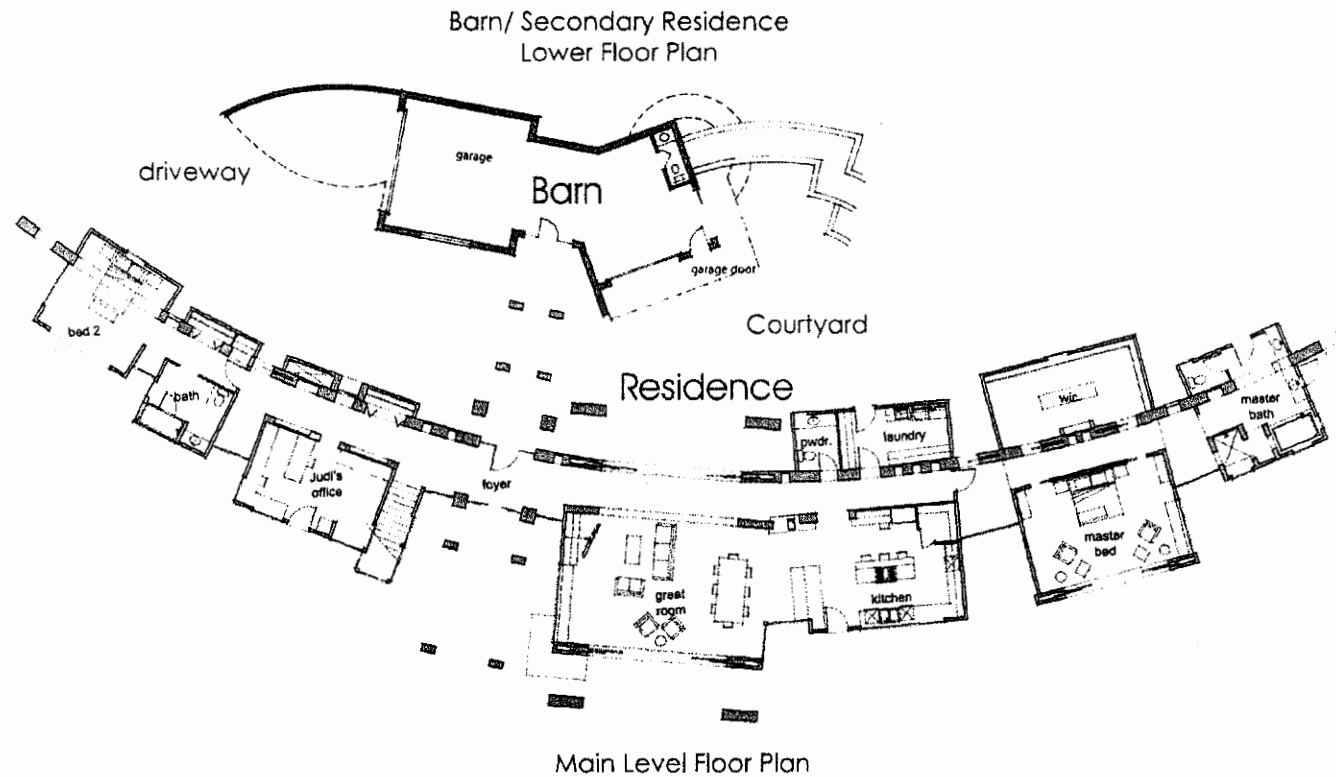 Barn/ Secondary Residence
Lower Floor Plan
garage
driveway
Barn
garage door
bed 2
Courtyard
Residence
wic
bath
master
bath
pwdr.
laundry
Judi's
office
foyer
master
bed
great
room
kitchen
Main Level Floor Plan